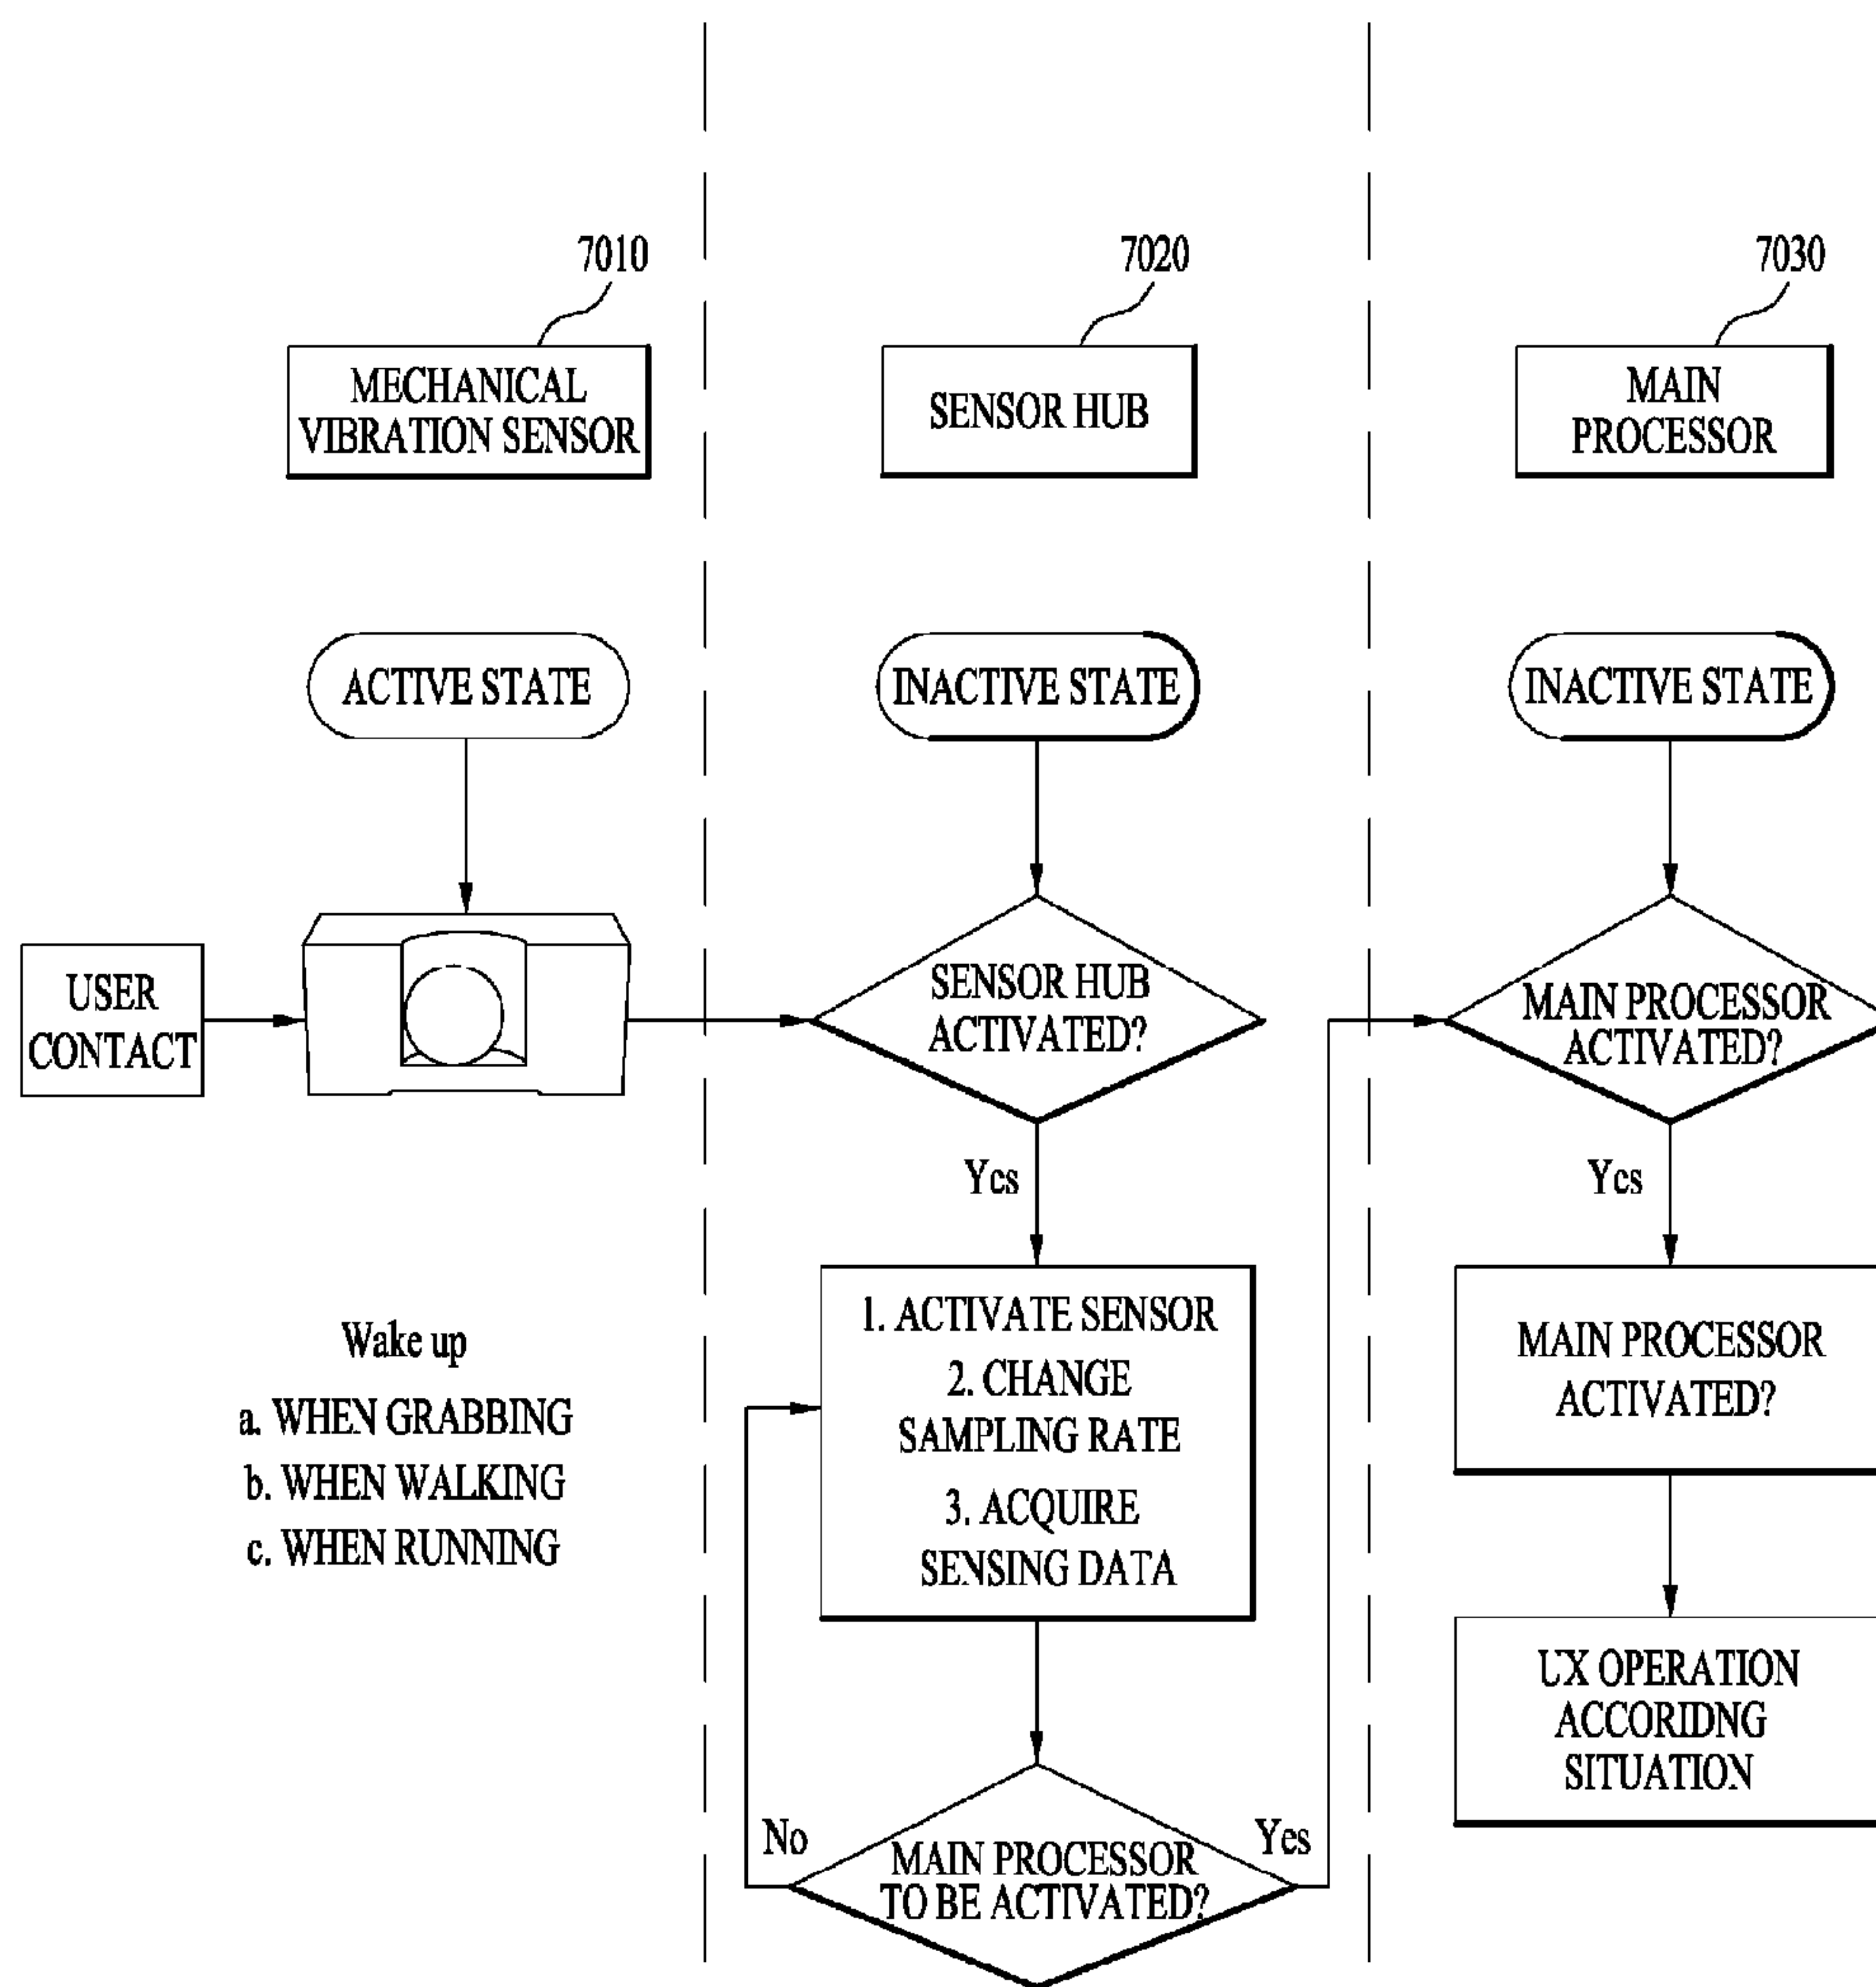 7010
7020
7030
MECHANICAL
VIBRATION SENSOR
SENSOR HUB
MAIN
PROCESSOR
ACTIVE STATE
INACTIVE STATE
INACTIVE STATE
USER
CONTACT
SENSOR HUB
ACTIVATED?
MAIN PROCESSOR
ACTIVATED?
Yes
Yes
Wake up
a. WHEN GRABBING
b. WHEN WALKING
c. WHEN RUNNING
1. ACTIVATE SENSOR
2. CHANGE
SAMPLING RATE
3. ACQUIRE
SENSING DATA
MAIN PROCESSOR
ACTIVATED?
UX OPERATION
ACCORIDNG
SITUATION
No
Yes
MAIN PROCESSOR
TO BE ACTIVATED?